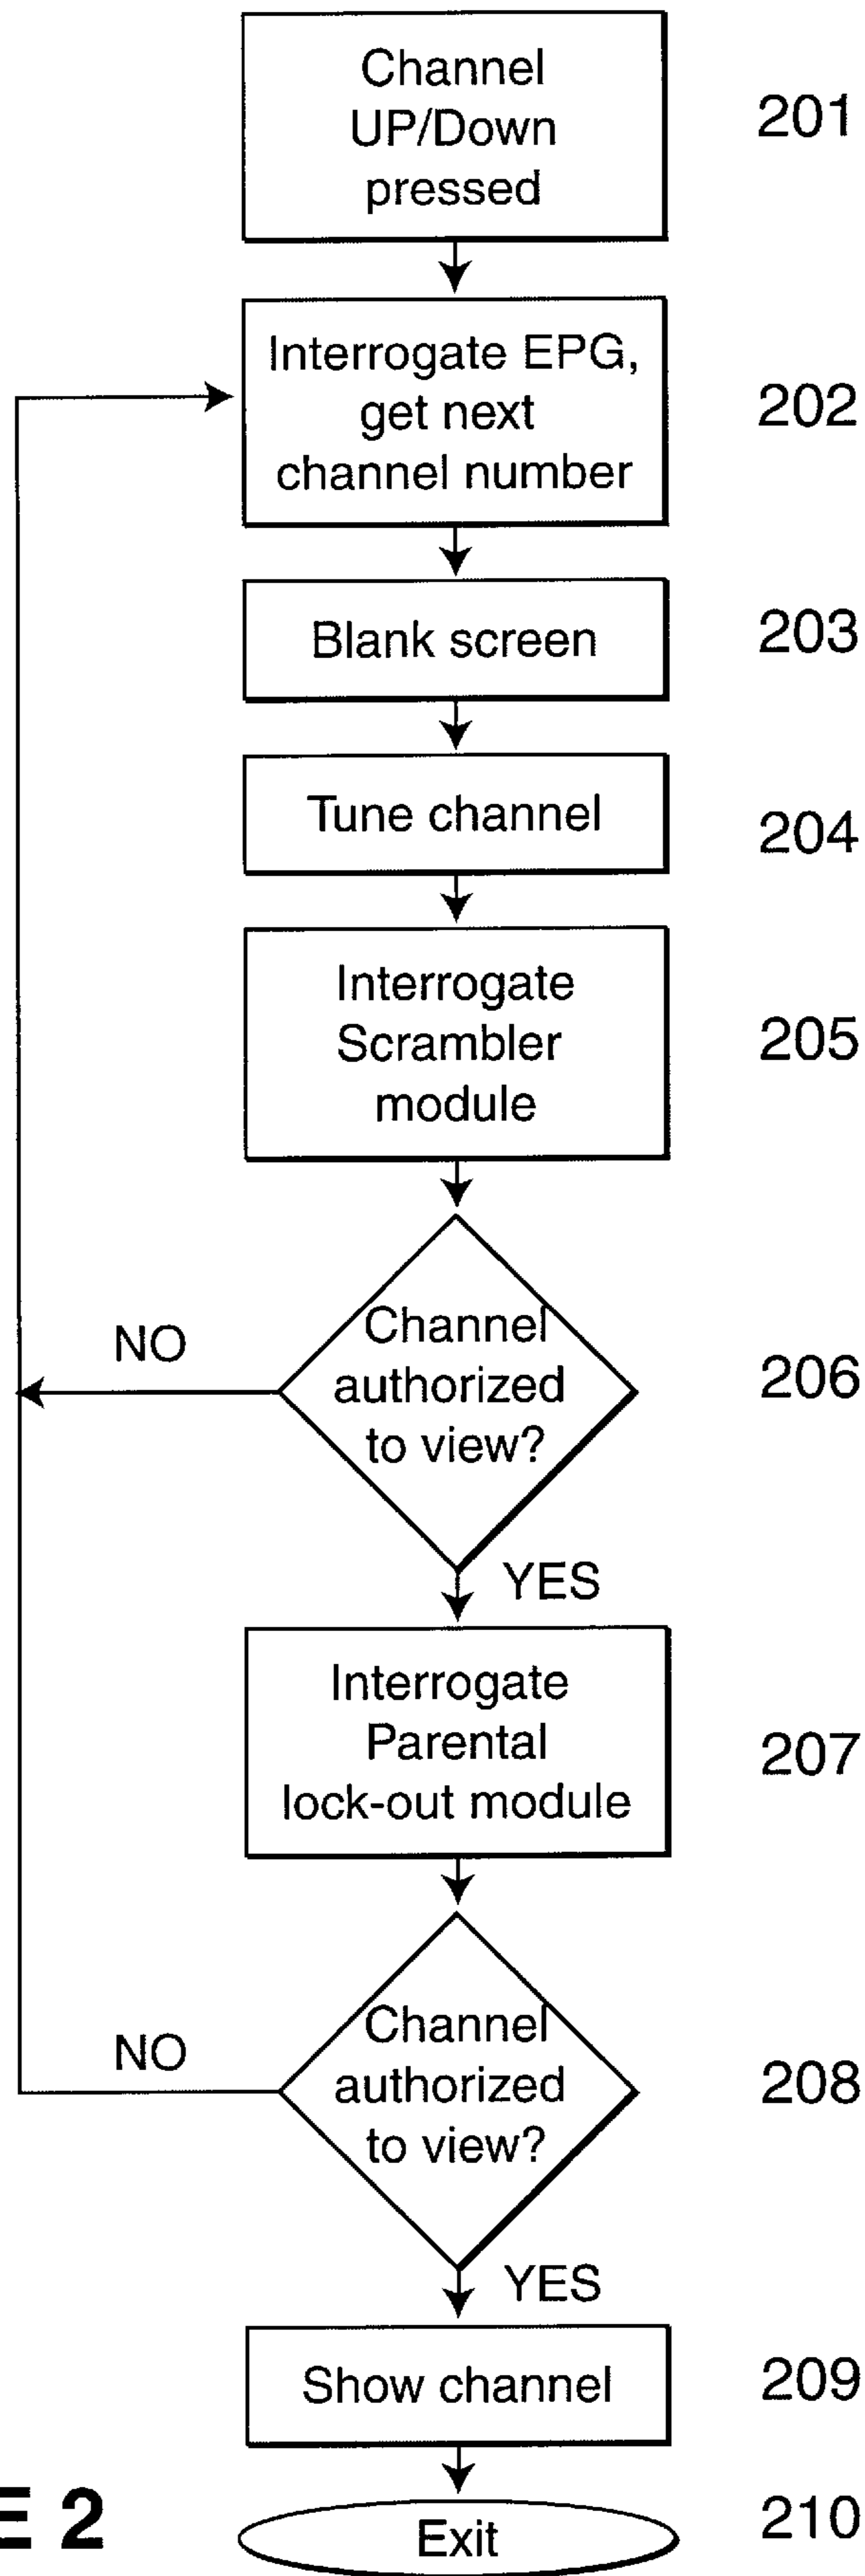 Channel
UP/Down
pressed
201
Interrogate EPG,
get next
channel number
202
Blank screen
203
Tune channel
204
Interrogate
Scrambler
module
205
Channel
authorized
to view?
206
NO
YES
Interrogate
Parental
lock-out module
207
Channel
authorized
to view?
208
NO
YES
Show channel
209
Exit
210
E 2